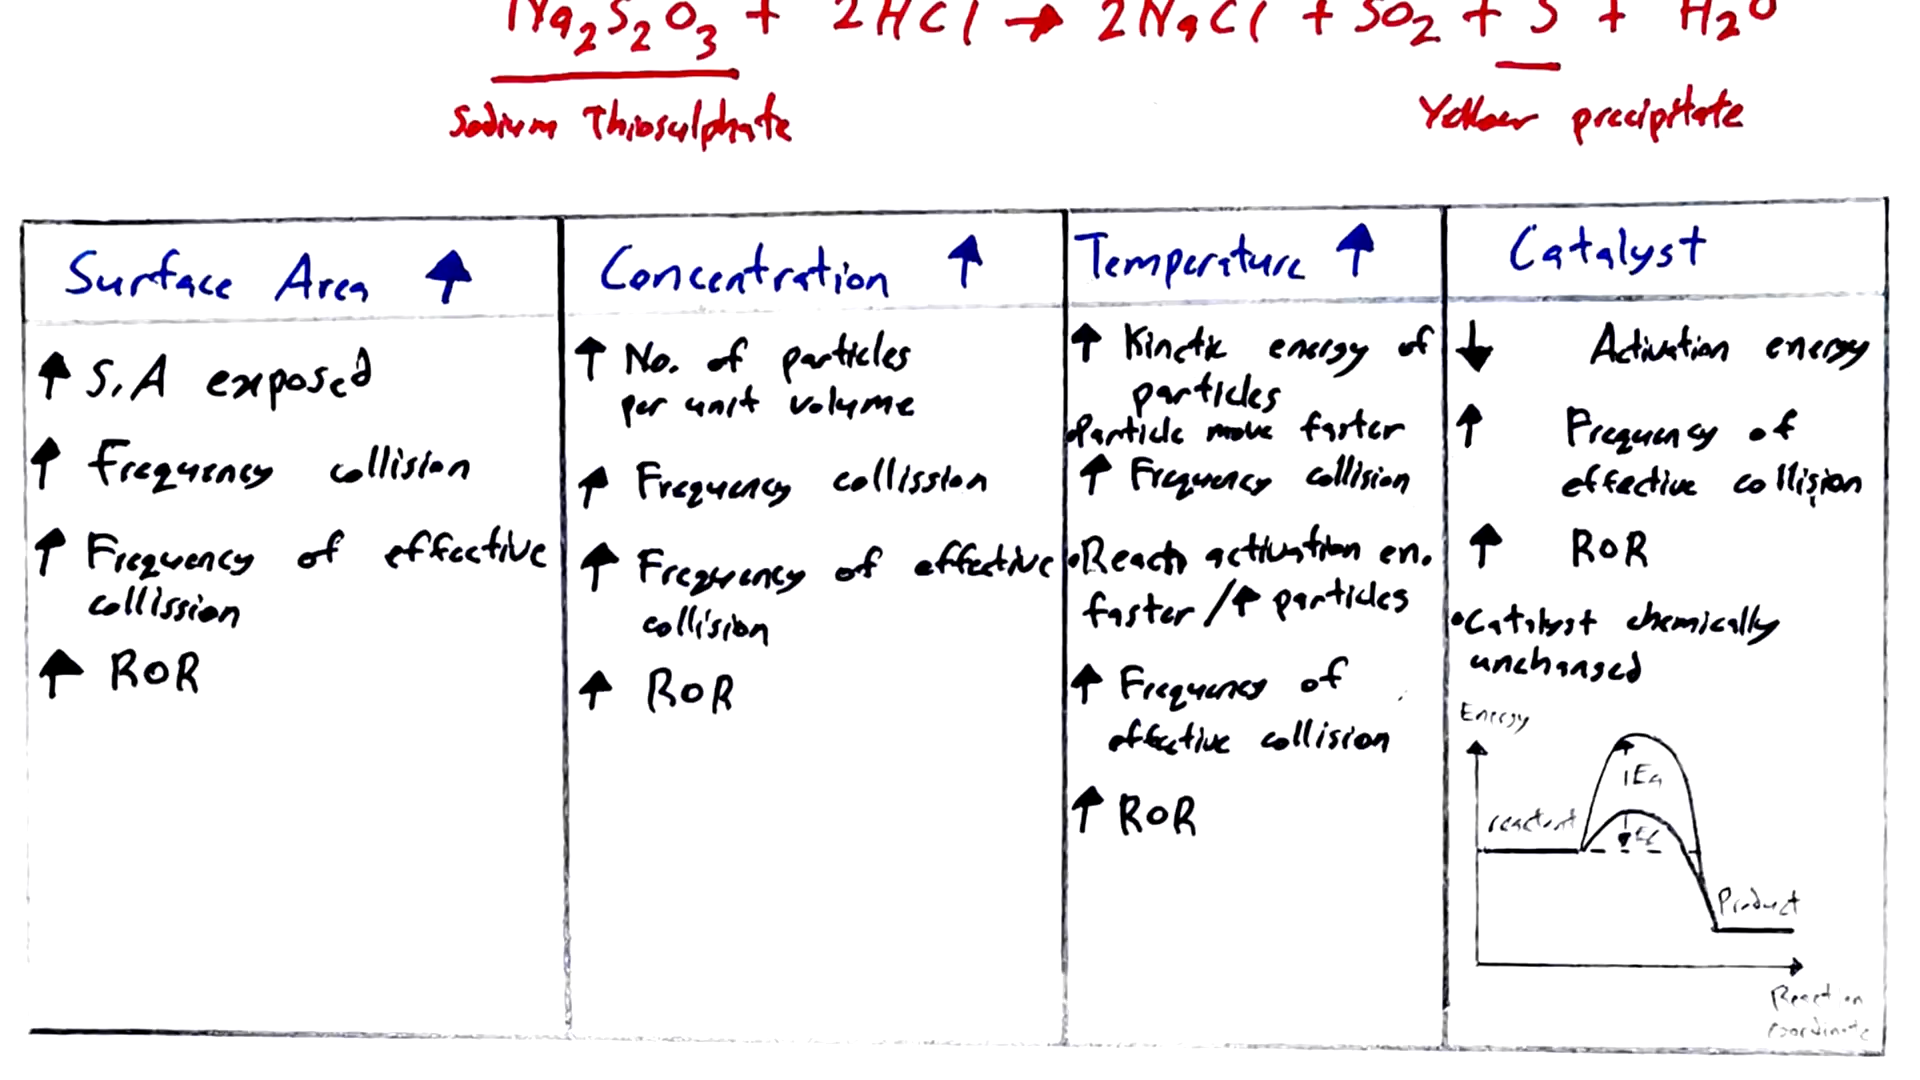 Na2S2O3 + 2HCl → 2NaCl + SO2 + S + H2O
Sodium Thiosulphate
Yellow precipitate
Surface Area ↑
↑ S.A exposed
↑ Frequency collision
↑ Frequency of effective
collission
↑ ROR
Concentration ↑
↑ No. of particles
per unit volume
↑ Frequency collission
↑ Frequency of effective
collision
↑ ROR
Temperature ↑
↑ Kinetic energy of
particles
•Particle move faster
↑ Frequency collision
•Reach activation en.
faster /↑ particles
↑ Frequency of
effective collision
↑ ROR
Catalyst
↓ Activation energy
↑ Frequency of
effective collision
↑ ROR
•Catalyst chemically
unchanged
Energy
Ea
reactant
Product
Reaction
coordinate